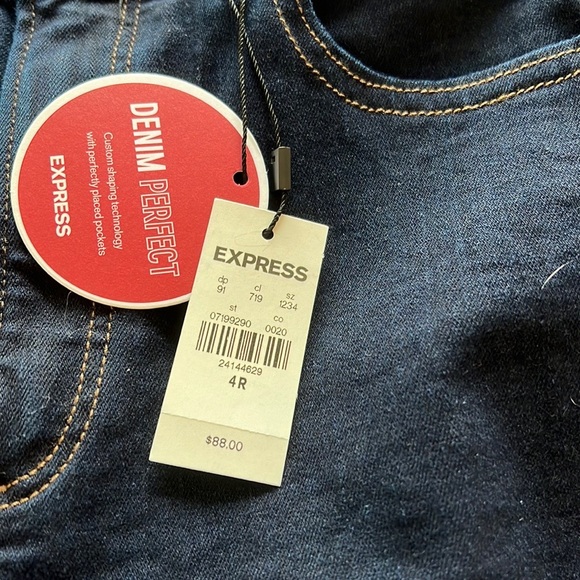 DENIM PERFECT
Custom shaping technology
with perfectly placed pockets
EXPRESS
EXPRESS
dp cl sz
91 719 1234
st co
07199290 0020
24144629
4R
$88.00